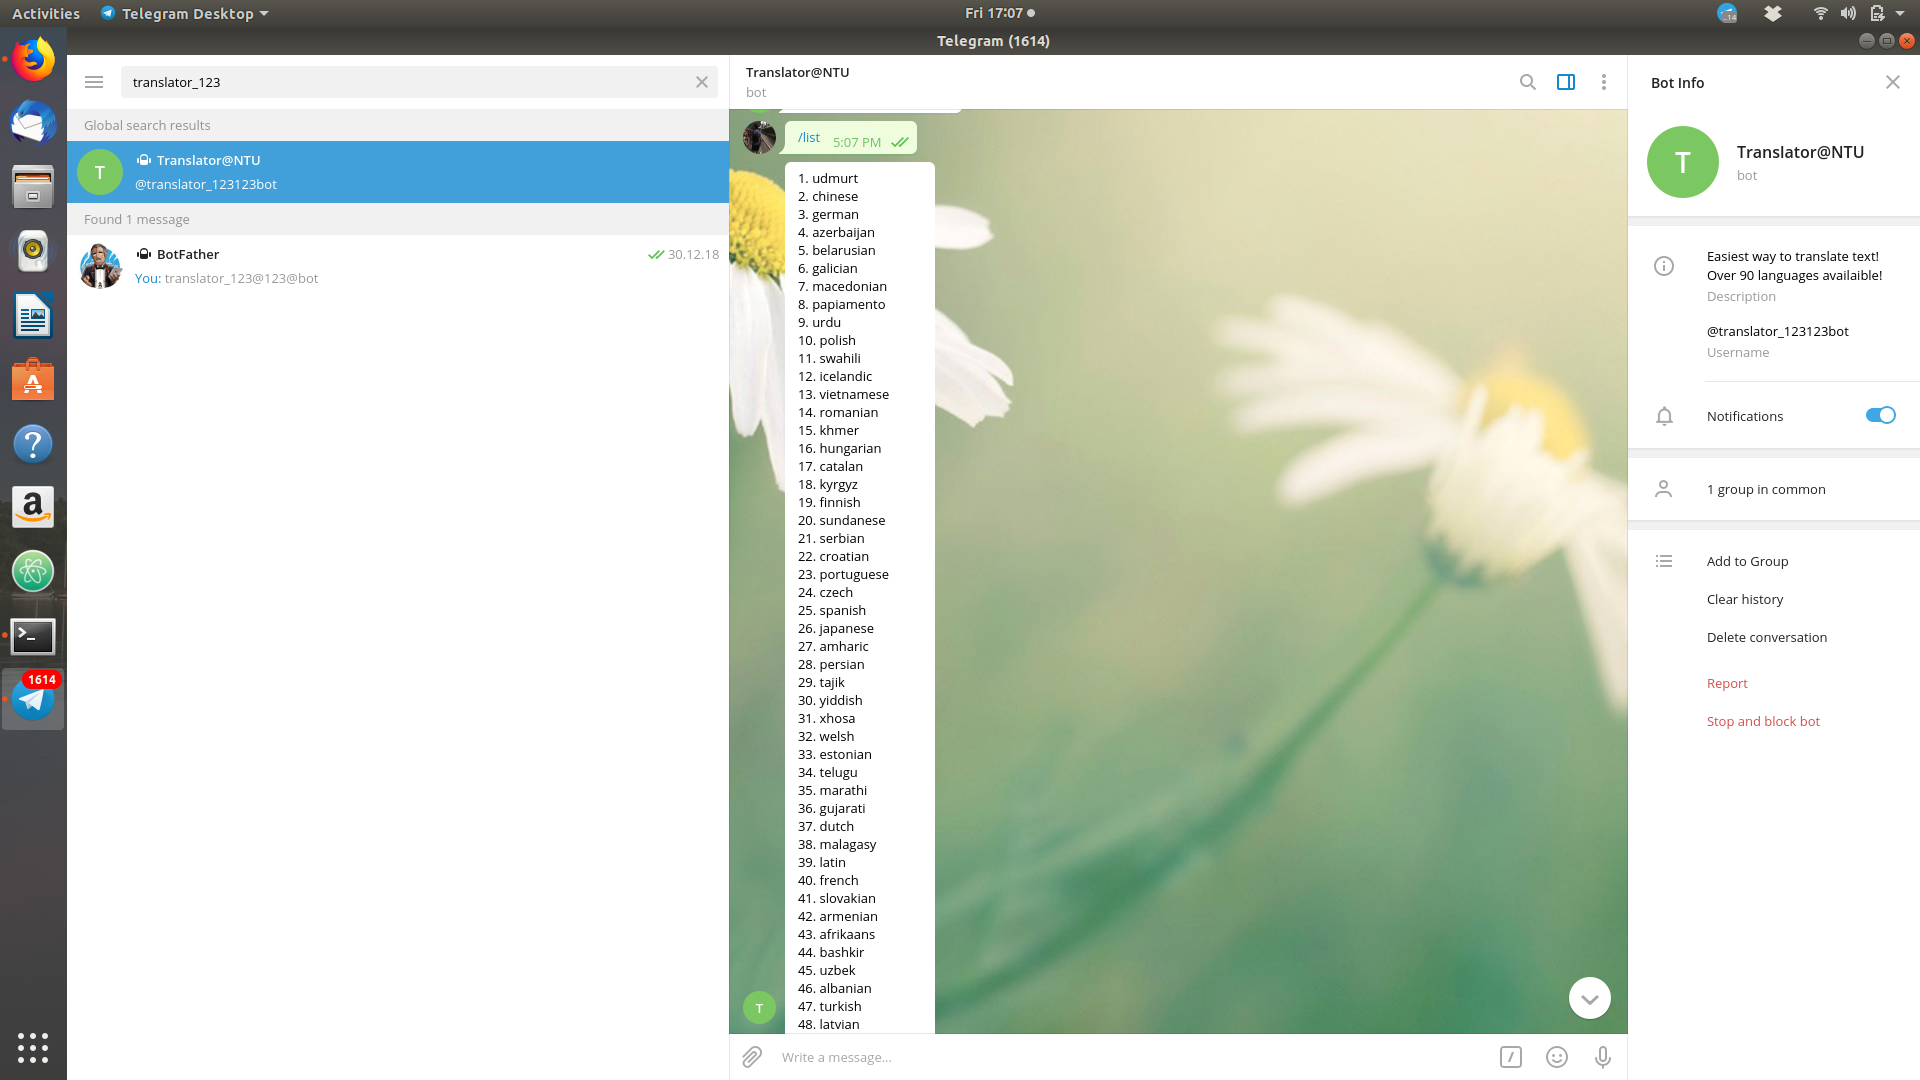 Activities
Telegram Desktop
Fri 17:07
Telegram (1614)
translator_123
Global search results
T
Translator@NTU
@translator_123123bot
Found 1 message
BotFather
30.12.18
You: translator_123@123@bot
1614
Translator@NTU
bot
/list
5:07 PM
1. udmurt
2. chinese
3. german
4. azerbaijan
5. belarusian
6. galician
7. macedonian
8. papiamento
9. urdu
10. polish
11. swahili
12. icelandic
13. vietnamese
14. romanian
15. khmer
16. hungarian
17. catalan
18. kyrgyz
19. finnish
20. sundanese
21. serbian
22. croatian
23. portuguese
24. czech
25. spanish
26. japanese
27. amharic
28. persian
29. tajik
30. yiddish
31. xhosa
32. welsh
33. estonian
34. telugu
35. marathi
36. gujarati
37. dutch
38. malagasy
39. latin
40. french
41. slovakian
42. armenian
43. afrikaans
44. bashkir
45. uzbek
46. albanian
47. turkish
48. latvian
T
Write a message...
Bot Info
T
Translator@NTU
bot
Easiest way to translate text!
Over 90 languages availaible!
Description
@translator_123123bot
Username
Notifications
1 group in common
Add to Group
Clear history
Delete conversation
Report
Stop and block bot